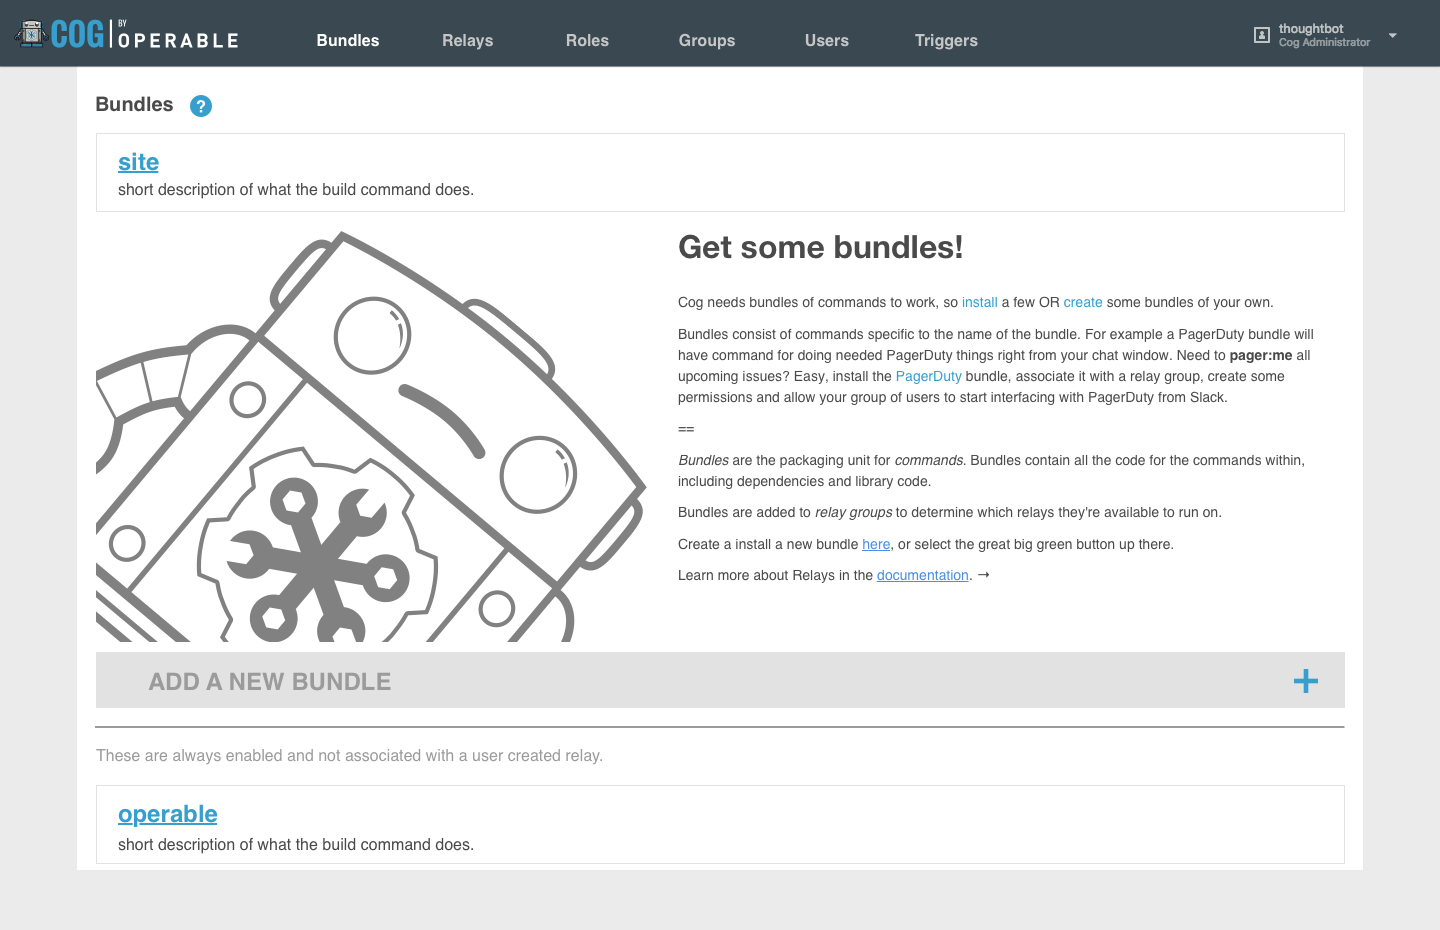 COG BY OPERABLE
Bundles Relays Roles Groups Users Triggers
thoughtbot
Cog Administrator
Bundles ?
site
short description of what the build command does.
Get some bundles!
Cog needs bundles of commands to work, so install a few OR create some bundles of your own.
Bundles consist of commands specific to the name of the bundle. For example a PagerDuty bundle will
have command for doing needed PagerDuty things right from your chat window. Need to pager:me all
upcoming issues? Easy, install the PagerDuty bundle, associate it with a relay group, create some
permissions and allow your group of users to start interfacing with PagerDuty from Slack.
==
Bundles are the packaging unit for commands. Bundles contain all the code for the commands within,
including dependencies and library code.
Bundles are added to relay groups to determine which relays they're available to run on.
Create a install a new bundle here, or select the great big green button up there.
Learn more about Relays in the documentation. →
ADD A NEW BUNDLE +
These are always enabled and not associated with a user created relay.
operable
short description of what the build command does.